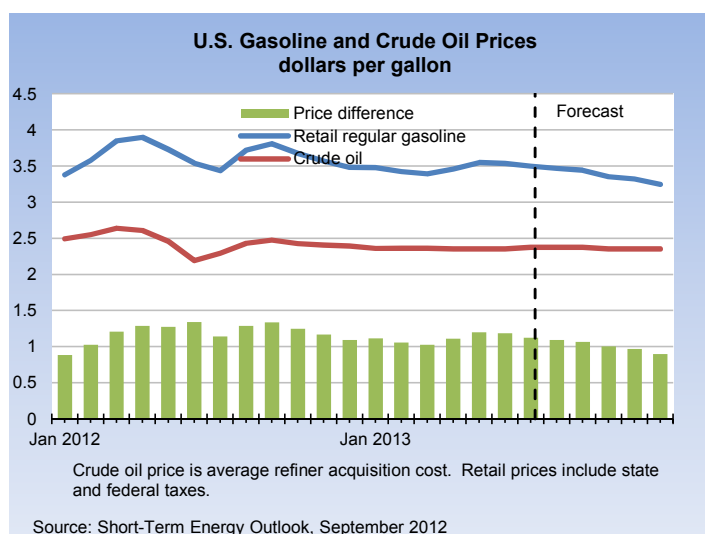 U.S. Gasoline and Crude Oil Prices
dollars per gallon
4.5
4
3.5
3
2.5
2
1.5
1
0.5
0
Price difference
Retail regular gasoline
Crude oil
Forecast
Jan 2012
Jan 2013
Crude oil price is average refiner acquisition cost.  Retail prices include state
and federal taxes.
Source: Short-Term Energy Outlook, September 2012